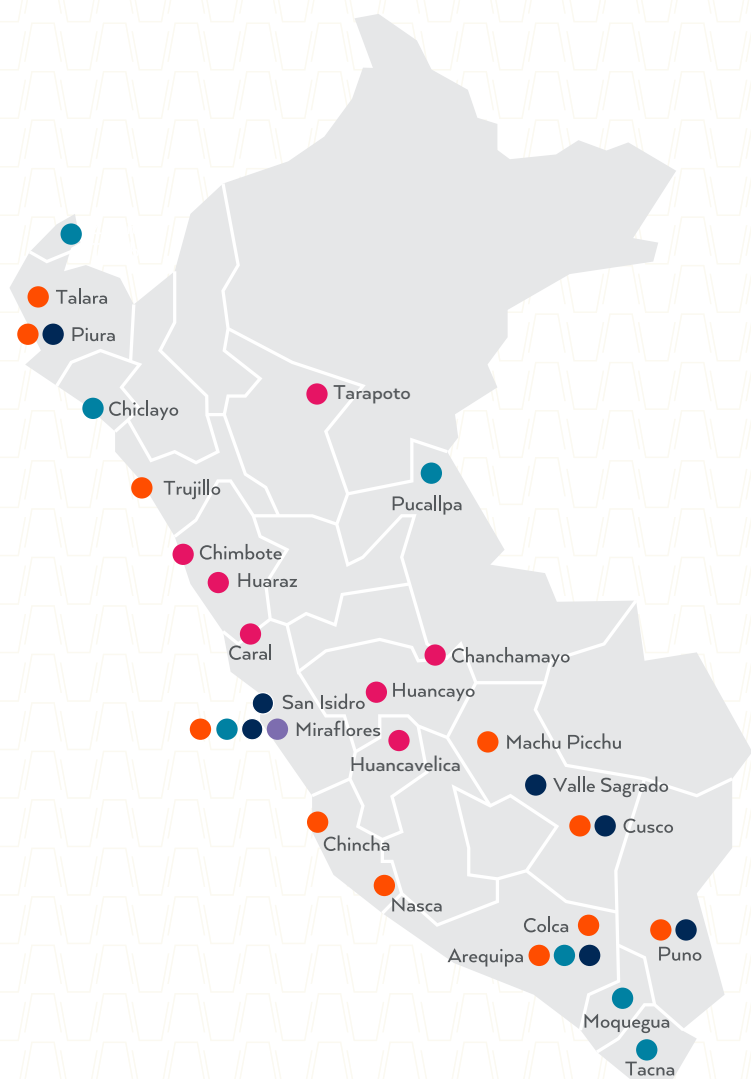 Talara
Piura
Tarapoto
Chiclayo
Pucallpa
Trujillo
Chimbote
Huaraz
Caral
Chanchamayo
Huancayo
San Isidro
Miraflores
Huancavelica
Machu Picchu
Valle Sagrado
Cusco
Chincha
Nasca
Colca
Arequipa
Puno
Moquegua
Tacna